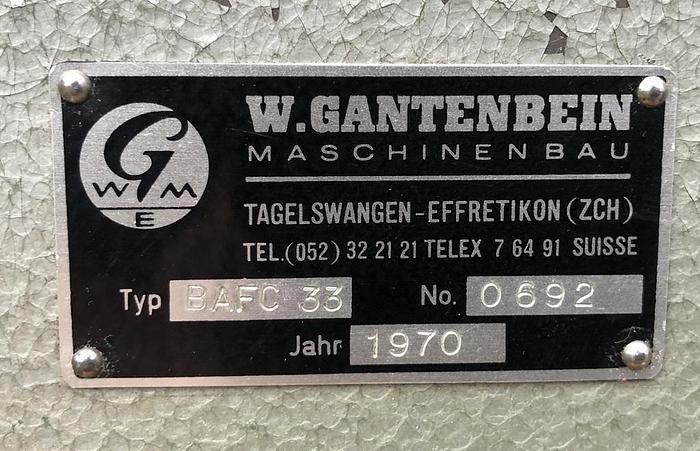 G
W M
E
W.GANTENBEIN
MASCHINENBAU
TAGELSWANGEN-EFFRETIKON (ZCH)
TEL.(052) 32 21 21 TELEX 7 64 91 SUISSE
Typ BAFC 33 No. 0692
Jahr 1970